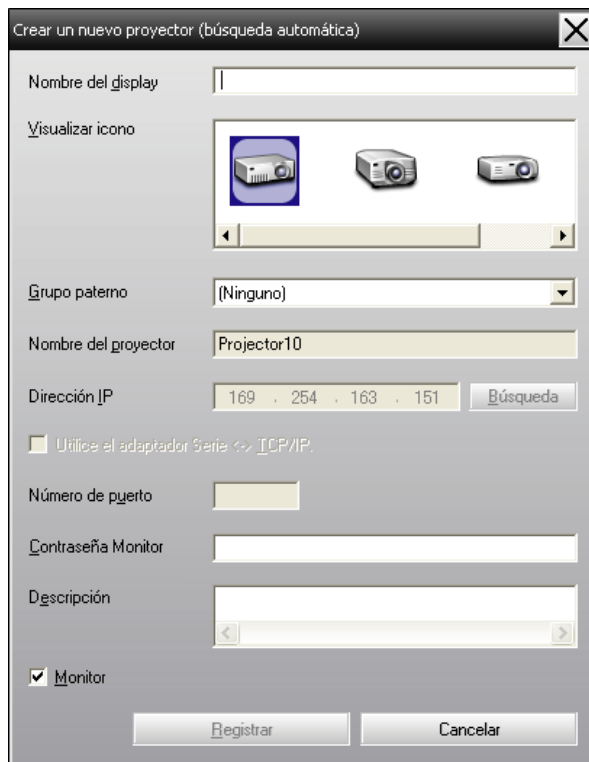 Crear un nuevo proyector (búsqueda automática)
Nombre del display
Visualizar icono
Grupo paterno (Ninguno)
Nombre del proyector Projector10
Dirección IP 169 . 254 . 163 . 151 Búsqueda
Utilice el adaptador Serie <-> TCP/IP.
Número de puerto
Contraseña Monitor
Descripción
Monitor
Registrar Cancelar